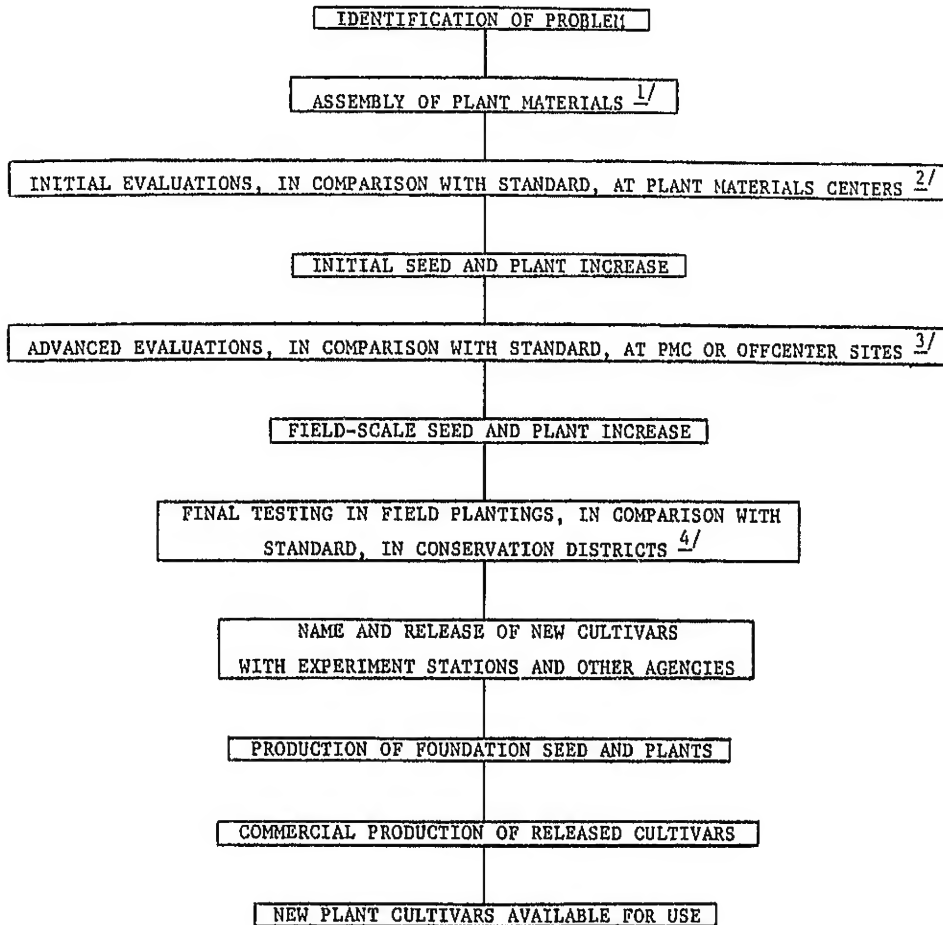 IDENTIFICATION OF PROBLEM
ASSEMBLY OF PLANT MATERIALS 1/
INITIAL EVALUATIONS, IN COMPARISON WITH STANDARD, AT PLANT MATERIALS CENTERS 2/
INITIAL SEED AND PLANT INCREASE
ADVANCED EVALUATIONS, IN COMPARISON WITH STANDARD, AT PMC OR OFFCENTER SITES 3/
FIELD-SCALE SEED AND PLANT INCREASE
FINAL TESTING IN FIELD PLANTINGS, IN COMPARISON WITH
STANDARD, IN CONSERVATION DISTRICTS 4/
NAME AND RELEASE OF NEW CULTIVARS
WITH EXPERIMENT STATIONS AND OTHER AGENCIES
PRODUCTION OF FOUNDATION SEED AND PLANTS
COMMERCIAL PRODUCTION OF RELEASED CULTIVARS
NEW PLANT CULTIVARS AVAILABLE FOR USE